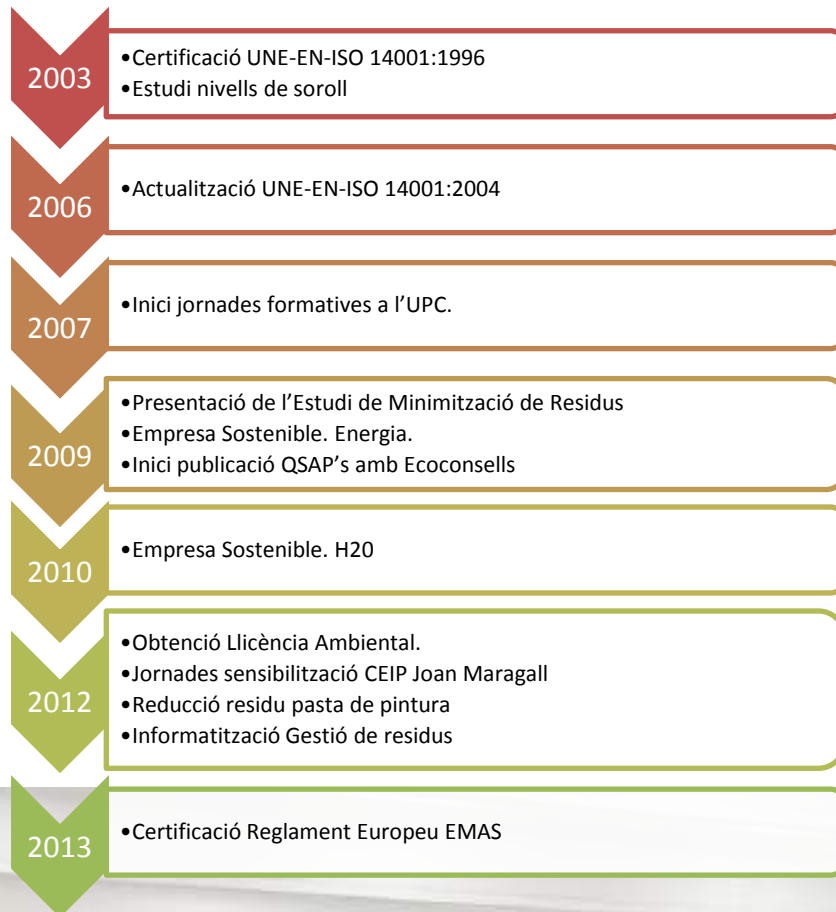 2003
•Certificació UNE-EN-ISO 14001:1996
•Estudi nivells de soroll
2006
•Actualització UNE-EN-ISO 14001:2004
2007
•Inici jornades formatives a l’UPC.
2009
•Presentació de l’Estudi de Minimització de Residus
•Empresa Sostenible. Energia.
•Inici publicació QSAP’s amb Ecoconsells
2010
•Empresa Sostenible. H20
2012
•Obtenció Llicència Ambiental.
•Jornades sensibilització CEIP Joan Maragall
•Reducció residu pasta de pintura
•Informatització Gestió de residus
2013
•Certificació Reglament Europeu EMAS